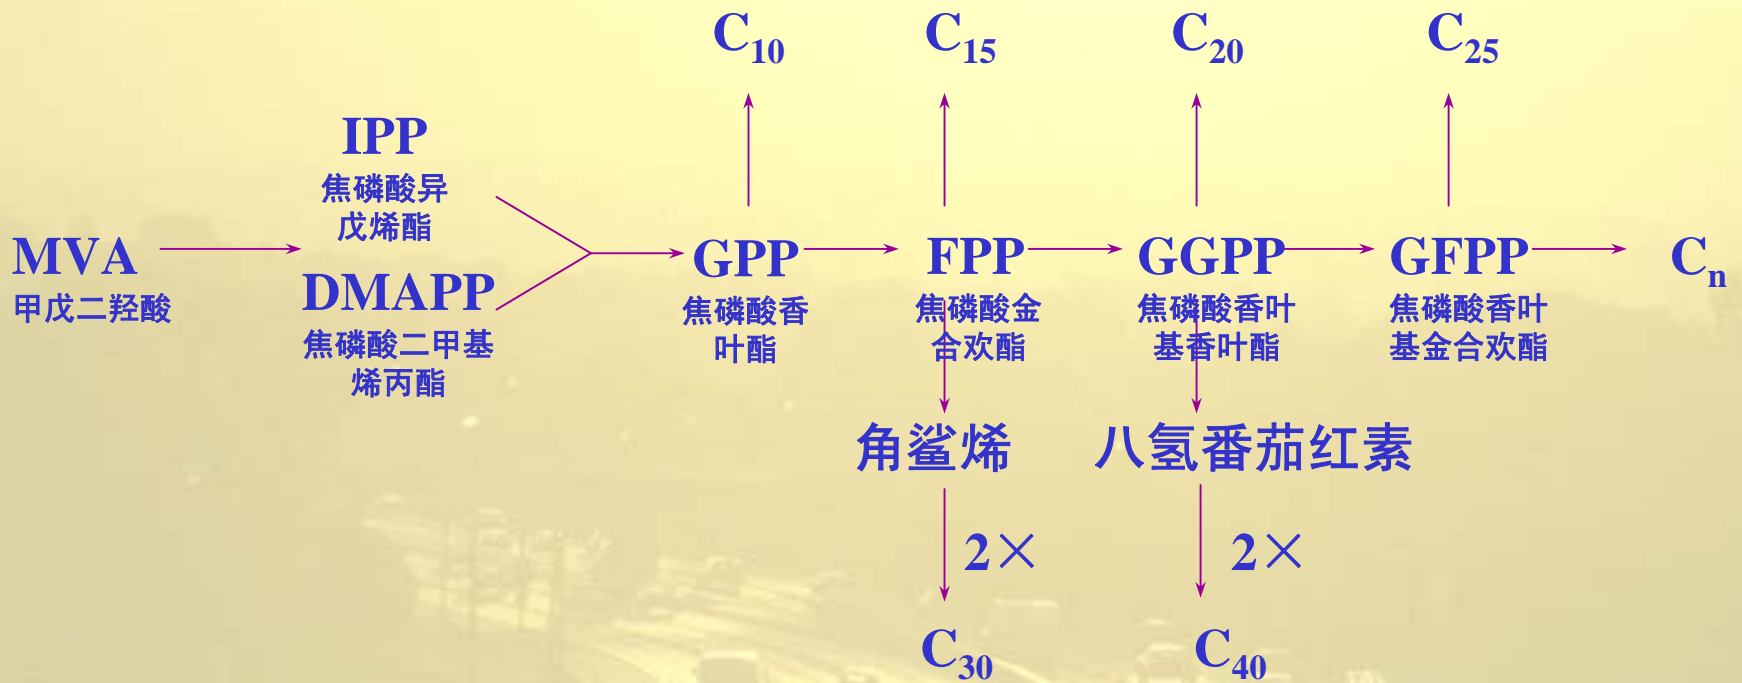 C10
C15
C20
C25
IPP
焦磷酸异
戊烯酯
MVA
甲戊二羟酸
DMAPP
焦磷酸二甲基
烯丙酯
GPP
焦磷酸香
叶酯
FPP
焦磷酸金
合欢酯
GGPP
焦磷酸香叶
基香叶酯
GFPP
焦磷酸香叶
基金合欢酯
Cn
角鲨烯
八氢番茄红素
2×
2×
C30
C40